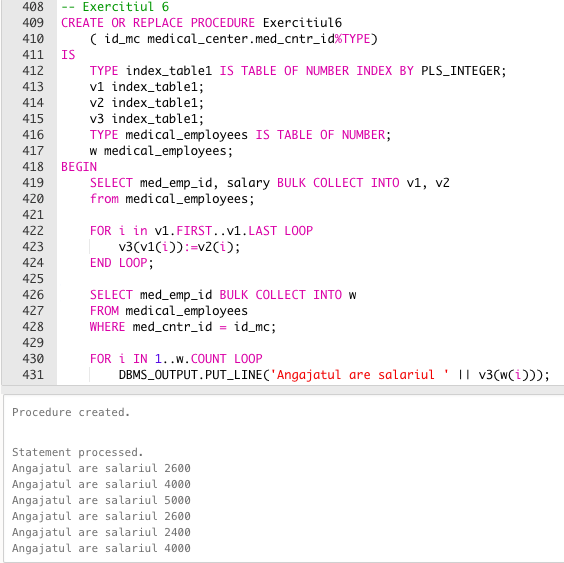 408 -- Exercitiul 6
409 CREATE OR REPLACE PROCEDURE Exercitiul6
410 ( id_mc medical_center.med_cntr_id%TYPE)
411 IS
412 TYPE index_table1 IS TABLE OF NUMBER INDEX BY PLS_INTEGER;
413 v1 index_table1;
414 v2 index_table1;
415 v3 index_table1;
416 TYPE medical_employees IS TABLE OF NUMBER;
417 w medical_employees;
418 BEGIN
419 SELECT med_emp_id, salary BULK COLLECT INTO v1, v2
420 from medical_employees;
421
422 FOR i in v1.FIRST..v1.LAST LOOP
423 v3(v1(i)):=v2(i);
424 END LOOP;
425
426 SELECT med_emp_id BULK COLLECT INTO w
427 FROM medical_employees
428 WHERE med_cntr_id = id_mc;
429
430 FOR i IN 1..w.COUNT LOOP
431 DBMS_OUTPUT.PUT_LINE('Angajatul are salariul ' || v3(w(i)));
Procedure created.
Statement processed.
Angajatul are salariul 2600
Angajatul are salariul 4000
Angajatul are salariul 5000
Angajatul are salariul 2600
Angajatul are salariul 2400
Angajatul are salariul 4000